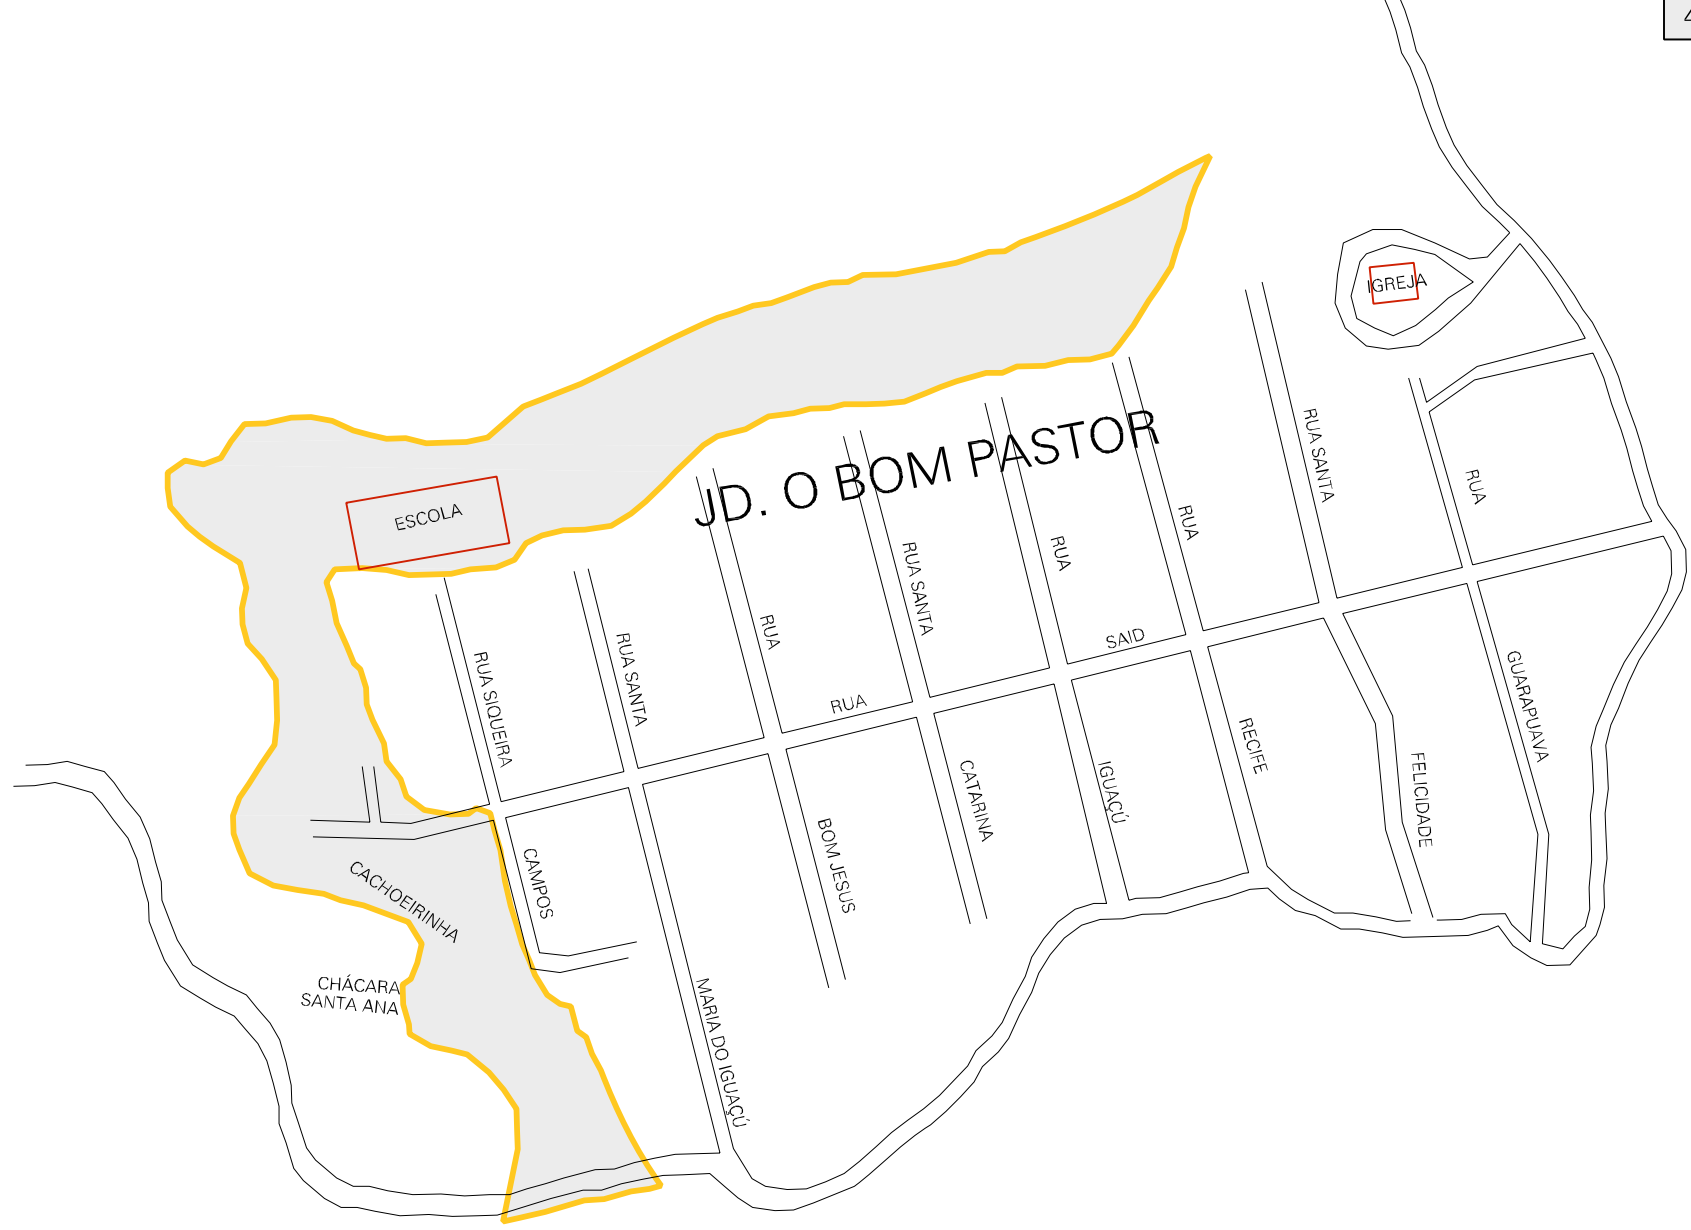 IGREJA
JD. O BOM PASTOR
ESCOLA
RUA SANTA
RUA
RUA
RUA
RUA SANTA
RUA
RUA SANTA
RUA SIQUEIRA
SAID
RUA
GUARAPUAVA
RECIFE
FELICIDADE
IGUAÇÚ
CATARINA
BOM JESUS
CAMPOS
CACHOEIRINHA
CHÁCARA
SANTA ANA
MARIA DO IGUAÇÚ